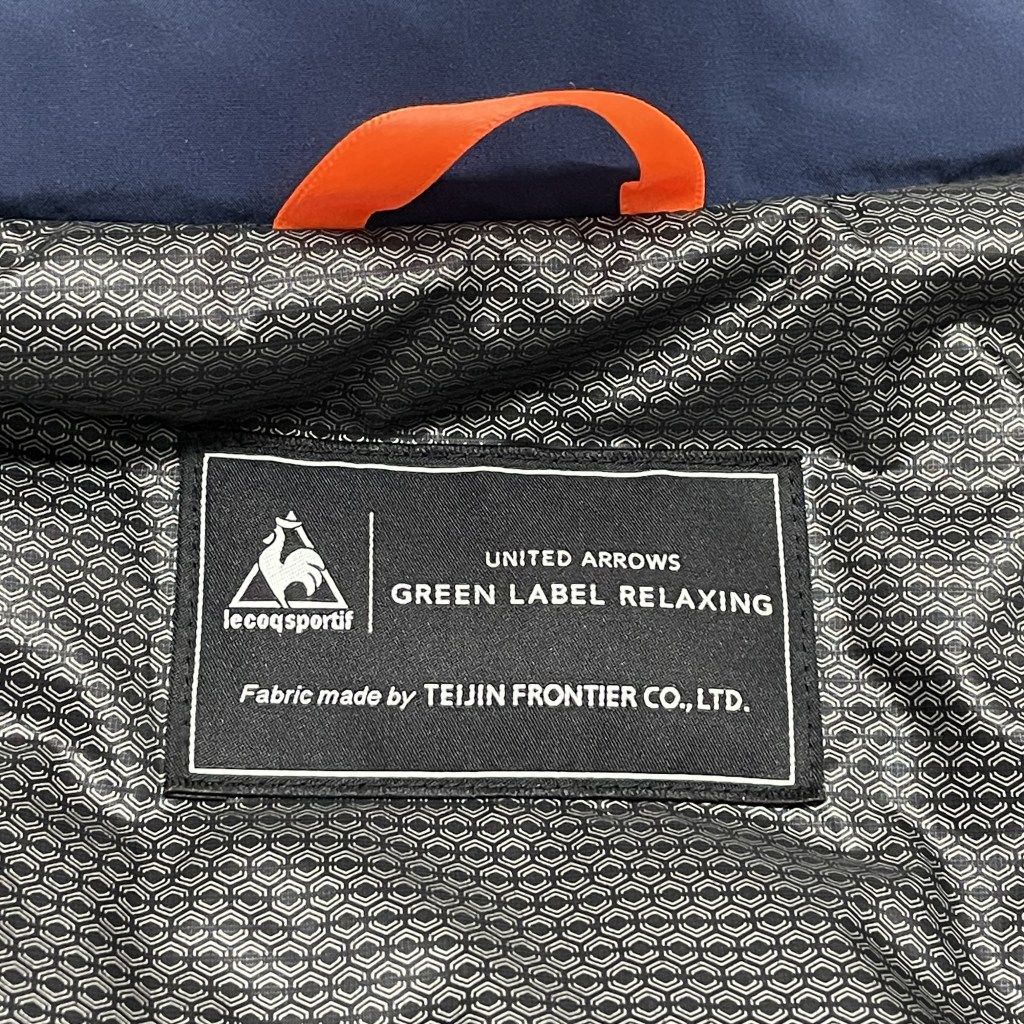 lecoqsportif
UNITED ARROWS
GREEN LABEL RELAXING
Fabric made by TEIJIN FRONTIER CO., LTD.